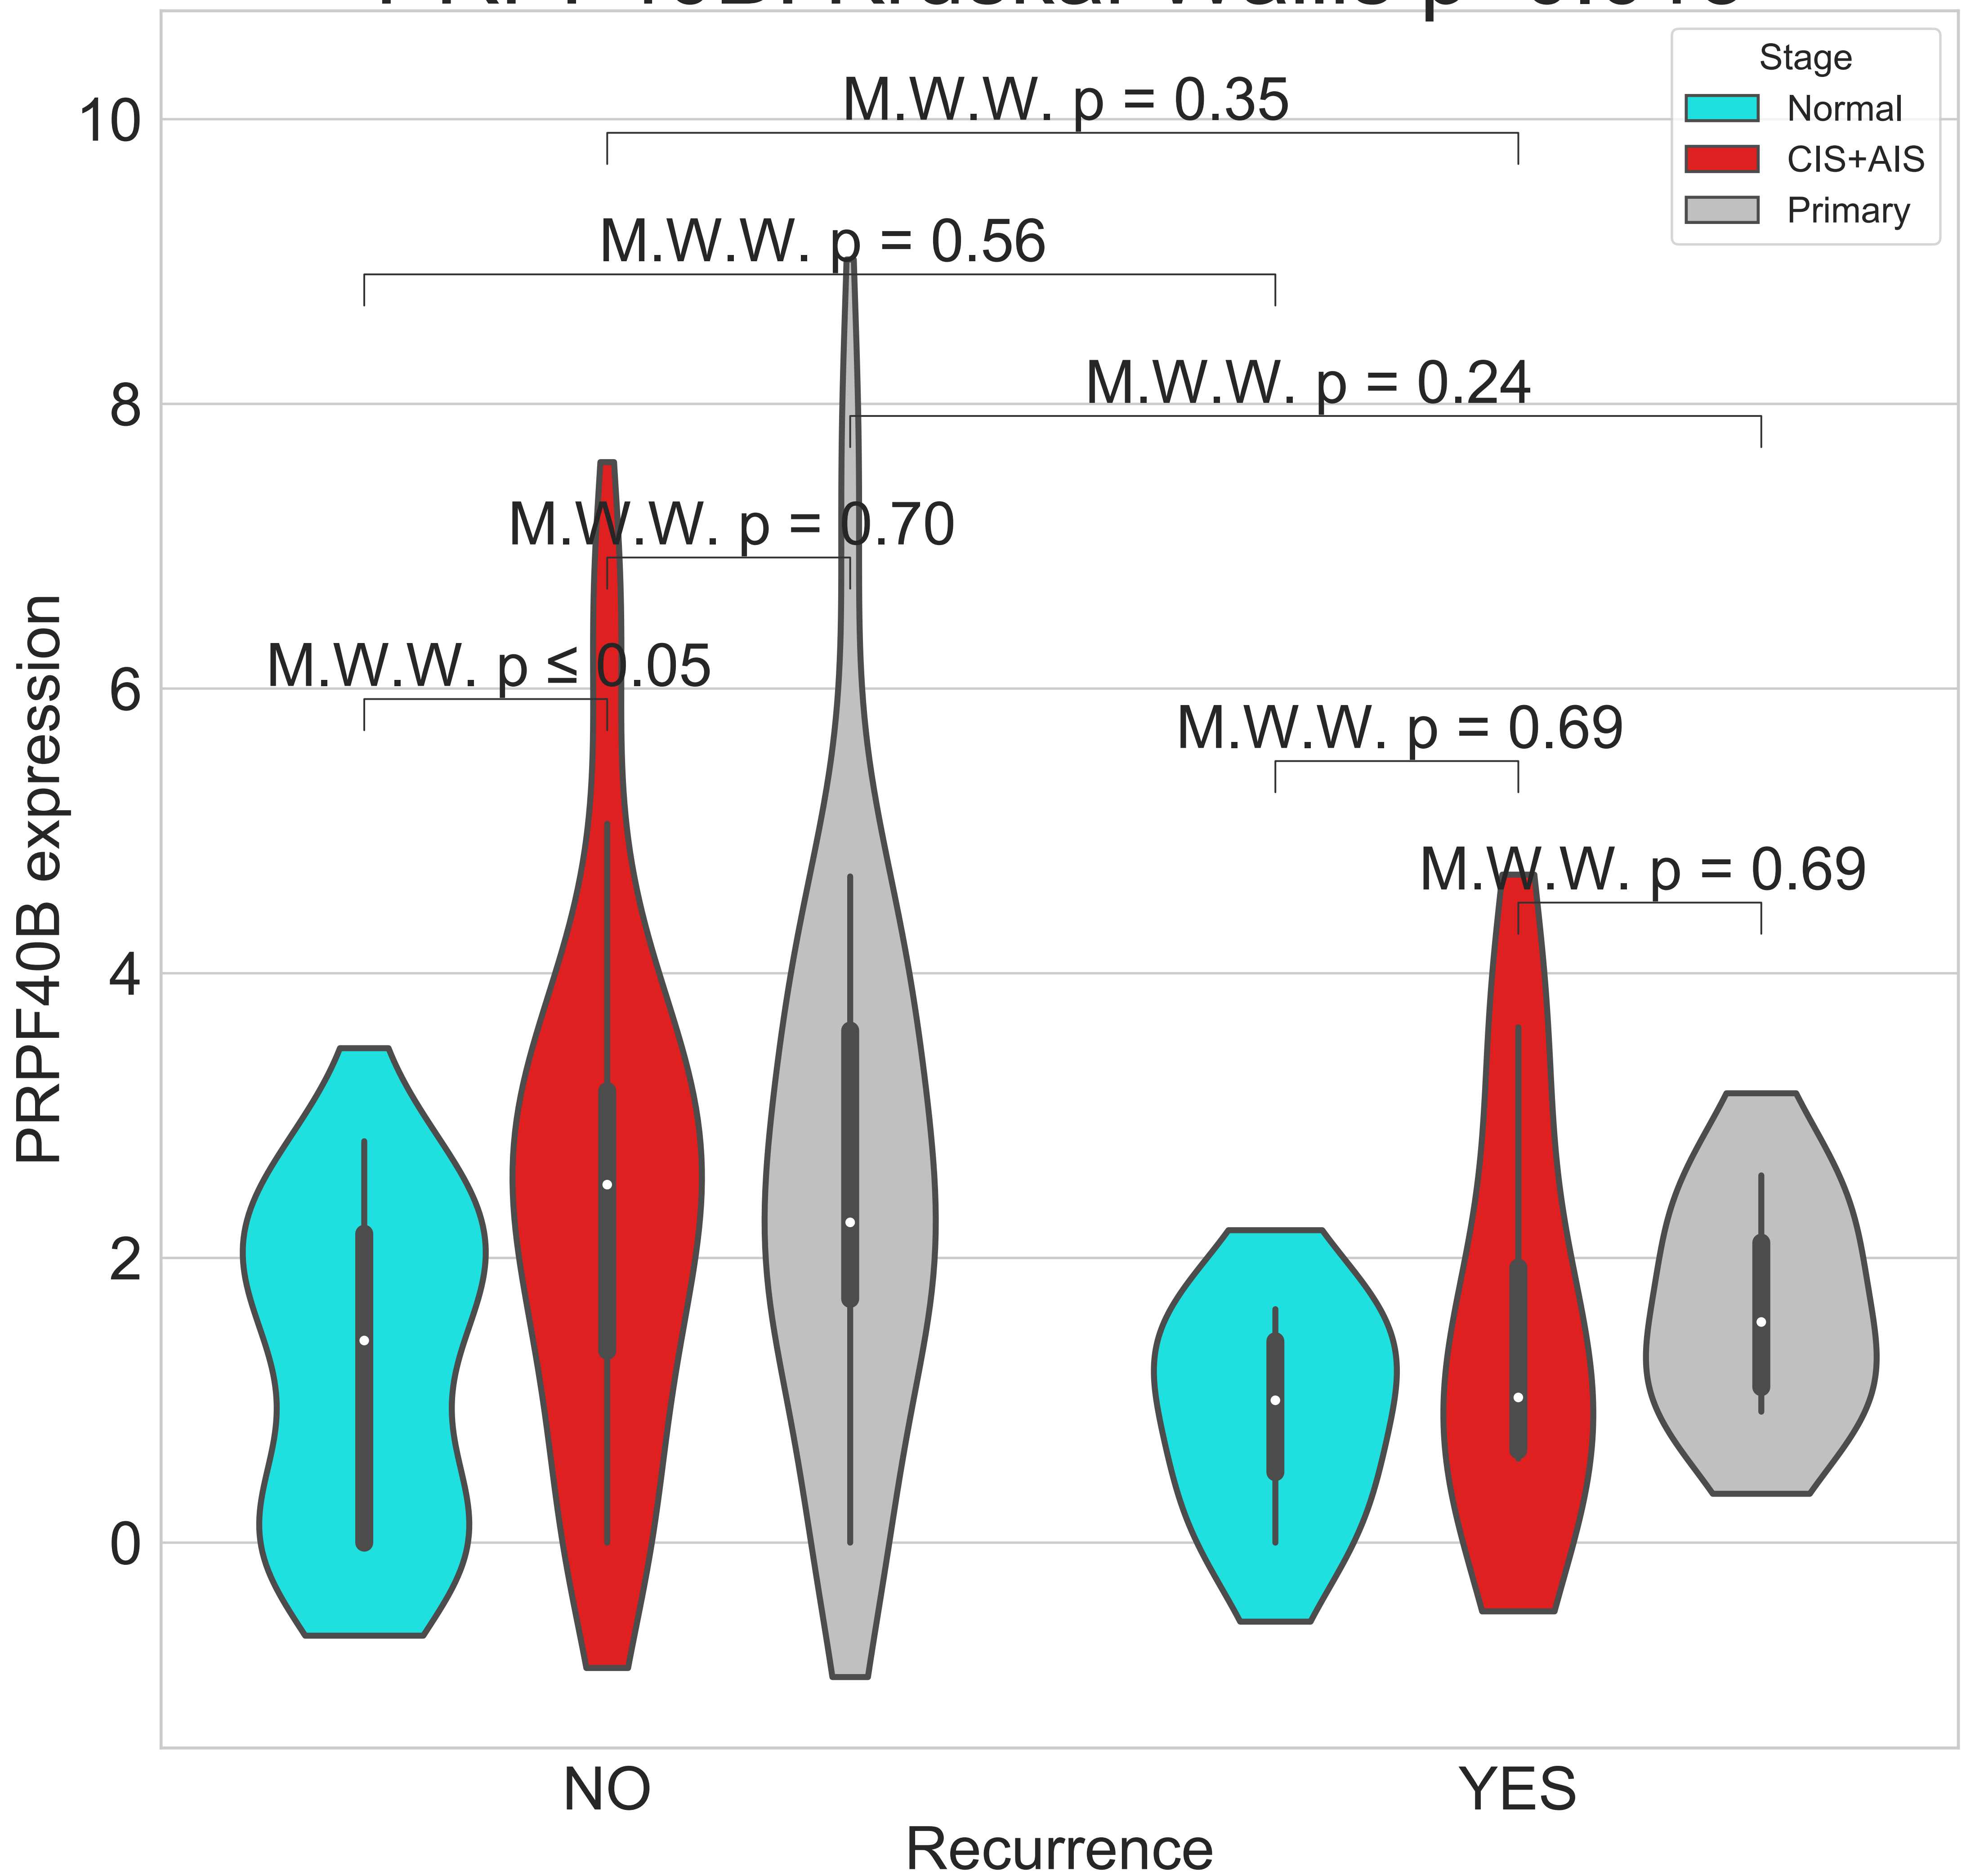 Stage
Normal
CIS+AIS
Primary
M.W.W. p = 0.35
M.W.W. p = 0.56
M.W.W. p = 0.24
M.W.W. p = 0.70
M.W.W. p ≤ 0.05
M.W.W. p = 0.69
M.W.W. p = 0.69
PRPF40B expression
10
8
6
4
2
0
NO
YES
Recurrence